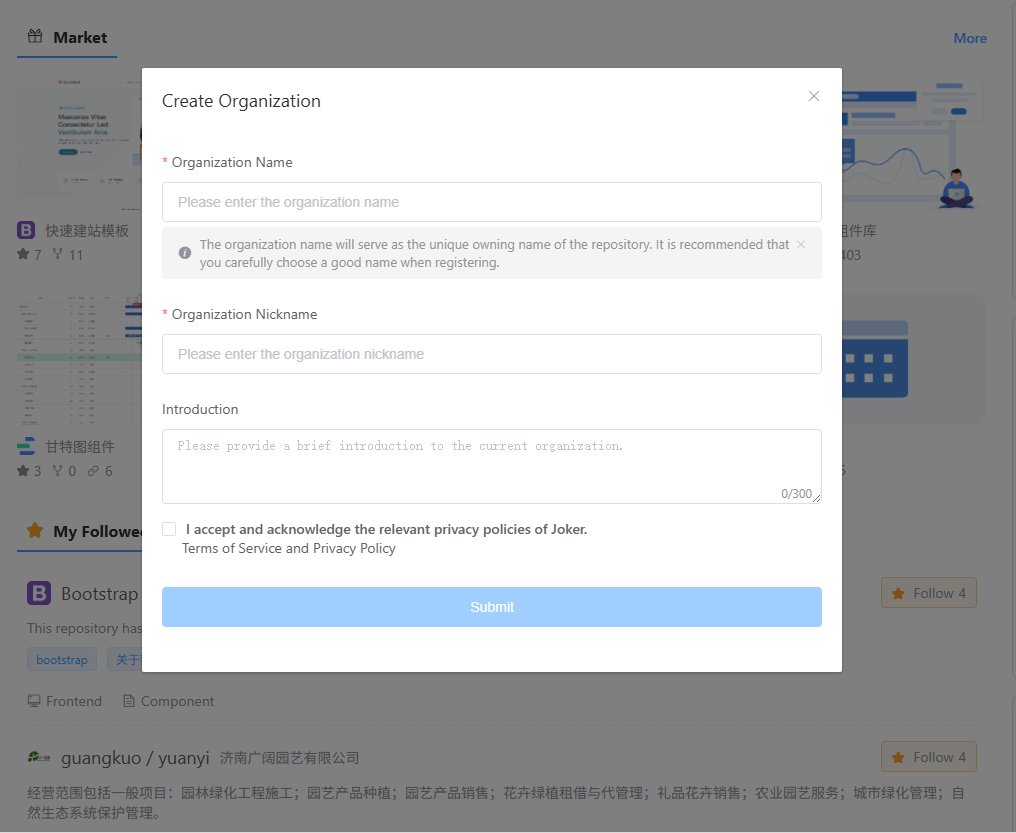 Market
More
Maecenas Vitae
Consectetur Led
Vestibulum Ante
B 快速建站模板
7 11
组件库
403
甘特图组件
3 0 6
Create Organization
* Organization Name
Please enter the organization name
The organization name will serve as the unique owning name of the repository. It is recommended that
you carefully choose a good name when registering.
* Organization Nickname
Please enter the organization nickname
Introduction
Please provide a brief introduction to the current organization.
0/300
I accept and acknowledge the relevant privacy policies of Joker.
Terms of Service and Privacy Policy
Submit
My Followe
B Bootstrap
Follow 4
This repository has
bootstrap 关于
Frontend Component
guangkuo / yuanyi 济南广阔园艺有限公司
Follow 4
经营范围包括一般项目：园林绿化工程施工；园艺产品种植；园艺产品销售；花卉绿植租借与代管理；礼品花卉销售；农业园艺服务；城市绿化管理；自
然生态系统保护管理。